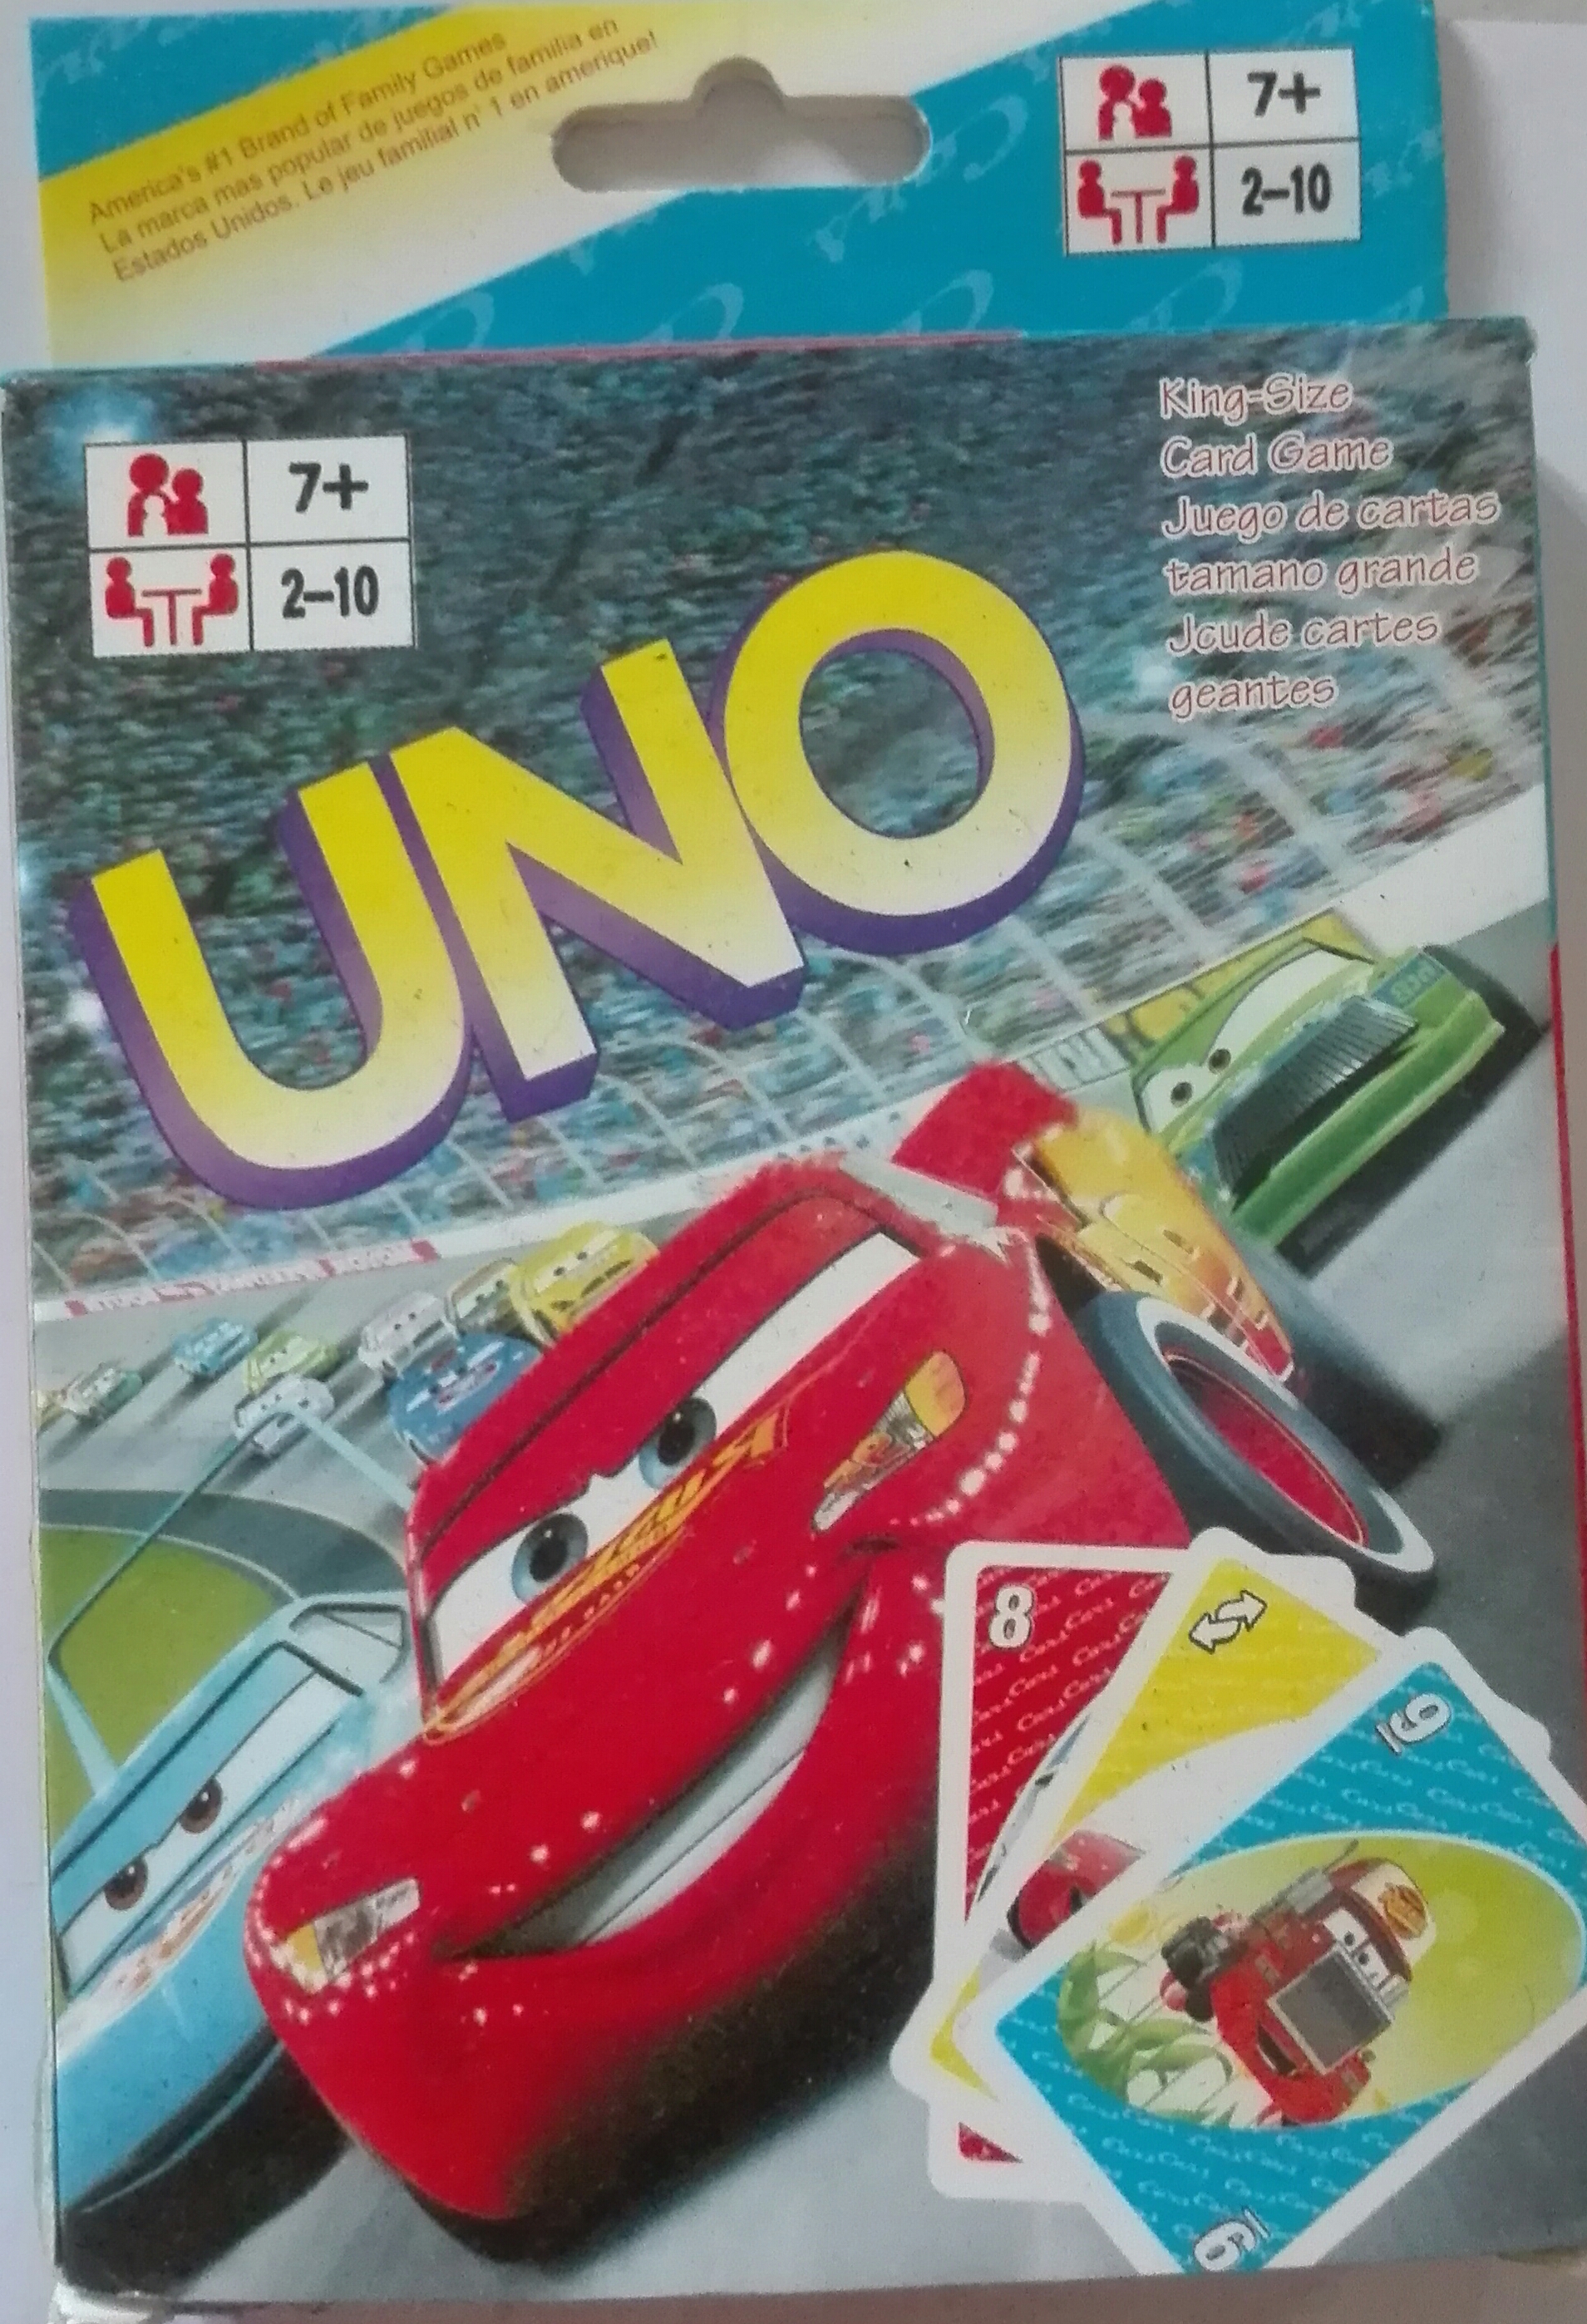 America's #1 Brand of Family Games
La marca mas popular de juegos de familia en
Estados Unidos. Le jeu familial n° 1 en amerique!
7+
2–10
7+
2–10
King-Size
Card Game
Juego de cartas
tamano grande
Jcude cartes
geantes
UNO
8
6
6